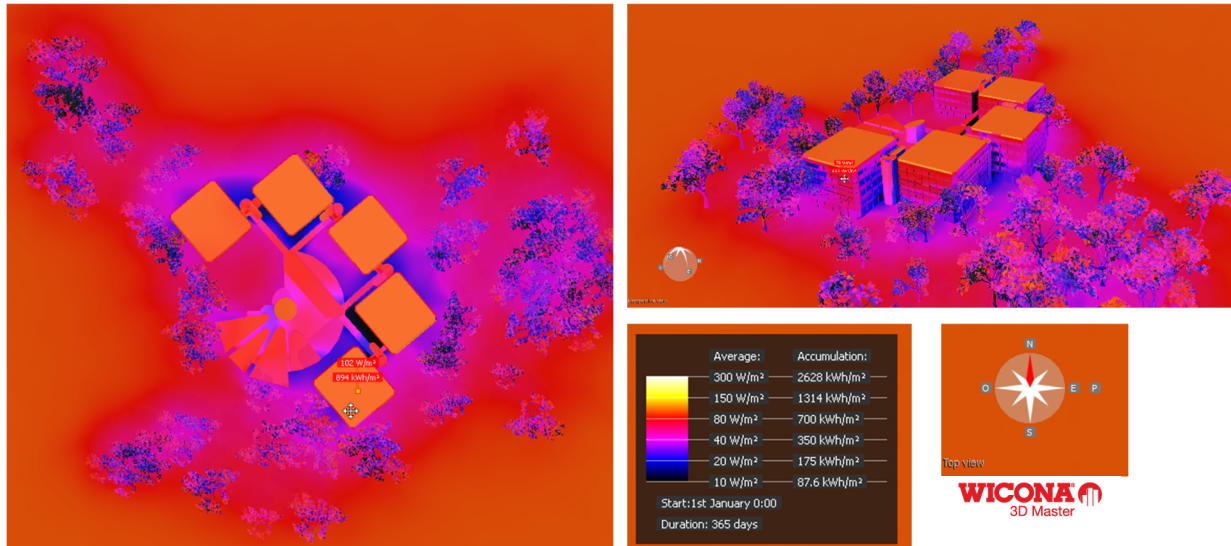 102 W/m²
894 kWh/m²
Average: Accumulation:
300 W/m² 2628 kWh/m²
150 W/m² 1314 kWh/m²
80 W/m² 700 kWh/m²
40 W/m² 350 kWh/m²
20 W/m² 175 kWh/m²
10 W/m² 87.6 kWh/m²
Start:1st January 0:00
Duration: 365 days
N
O E P
S
Top view
WICONA
3D Master